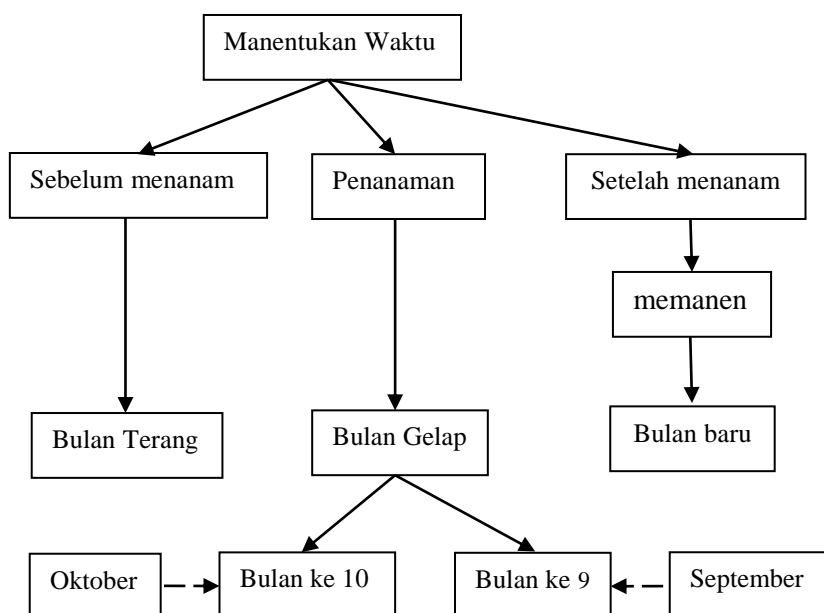 Manentukan Waktu
Sebelum menanam
Penanaman
Setelah menanam
memanen
Bulan Terang
Bulan Gelap
Bulan baru
Oktober
Bulan ke 10
Bulan ke 9
September